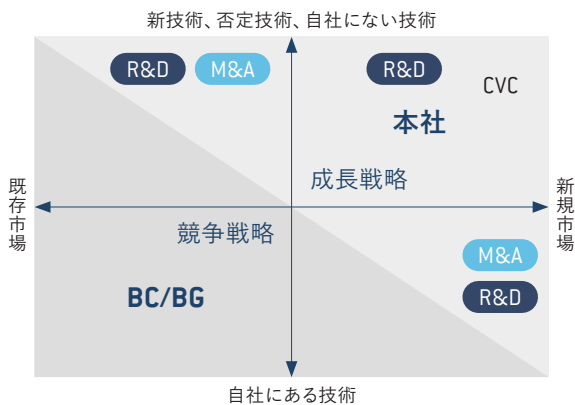 新技術、否定技術、自社にない技術
R&D
M&A
R&D
CVC
本社
成長戦略
既存市場
新規市場
競争戦略
M&A
BC/BG
R&D
自社にある技術